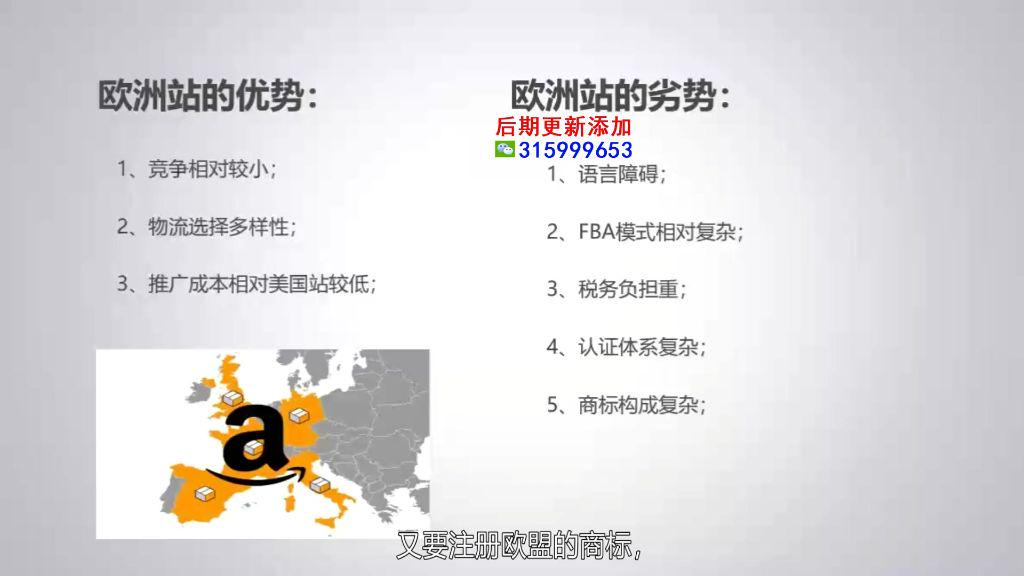 欧洲站的优势：
1、竞争相对较小；
2、物流选择多样性；
3、推广成本相对美国站较低；
欧洲站的劣势：
后期更新添加
315999653
1、语言障碍；
2、FBA模式相对复杂；
3、税务负担重；
4、认证体系复杂；
5、商标构成复杂；
a
又要注册欧盟的商标，